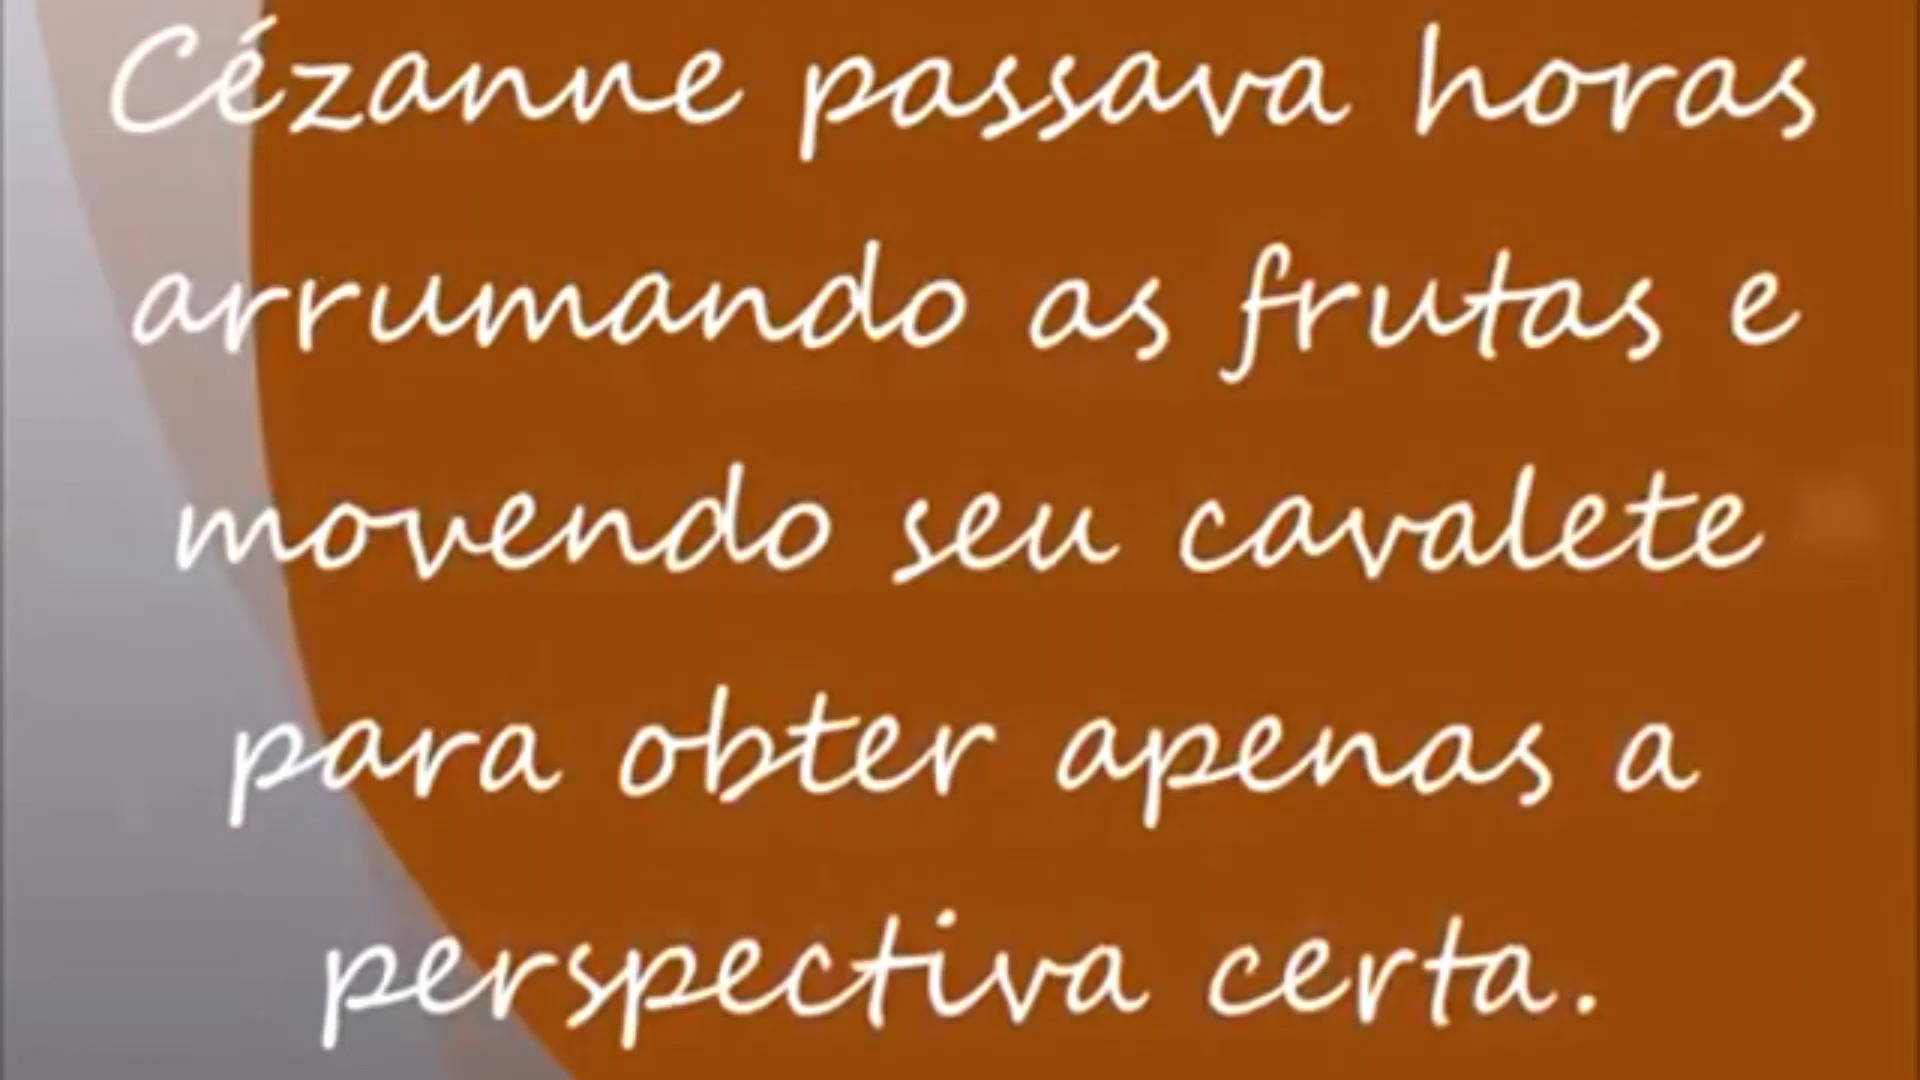 Cézanne passava horas
arrumando as frutas e
movendo seu cavalete
para obter apenas a
perspectiva certa.